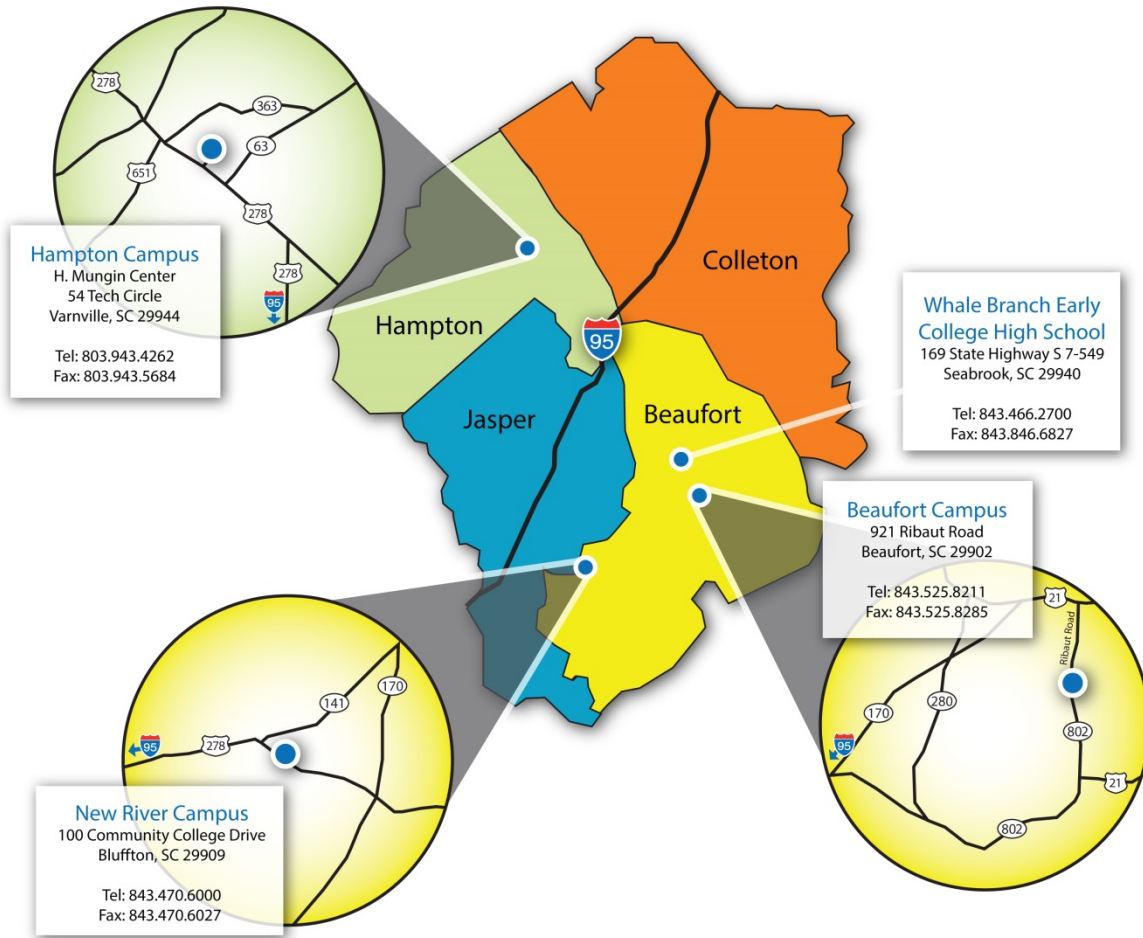 278
363
63
651
278
278
95
Hampton Campus
H. Mungin Center
54 Tech Circle
Varnville, SC 29944
Tel: 803.943.4262
Fax: 803.943.5684
Colleton
Hampton
95
Jasper
Beaufort
Whale Branch Early
College High School
169 State Highway S 7-549
Seabrook, SC 29940
Tel: 843.466.2700
Fax: 843.846.6827
Beaufort Campus
921 Ribaut Road
Beaufort, SC 29902
Tel: 843.525.8211
Fax: 843.525.8285
21
Ribaut Road
170
280
95
802
21
802
170
141
95
278
New River Campus
100 Community College Drive
Bluffton, SC 29909
Tel: 843.470.6000
Fax: 843.470.6027